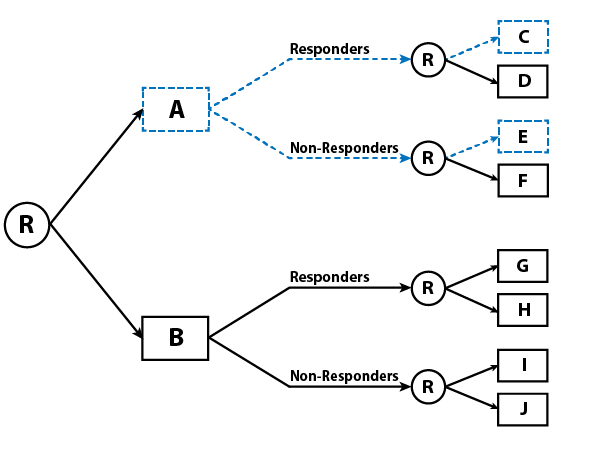 Responders
C
R
D
A
E
Non-Responders
R
F
R
G
Responders
R
H
B
I
Non-Responders
R
J